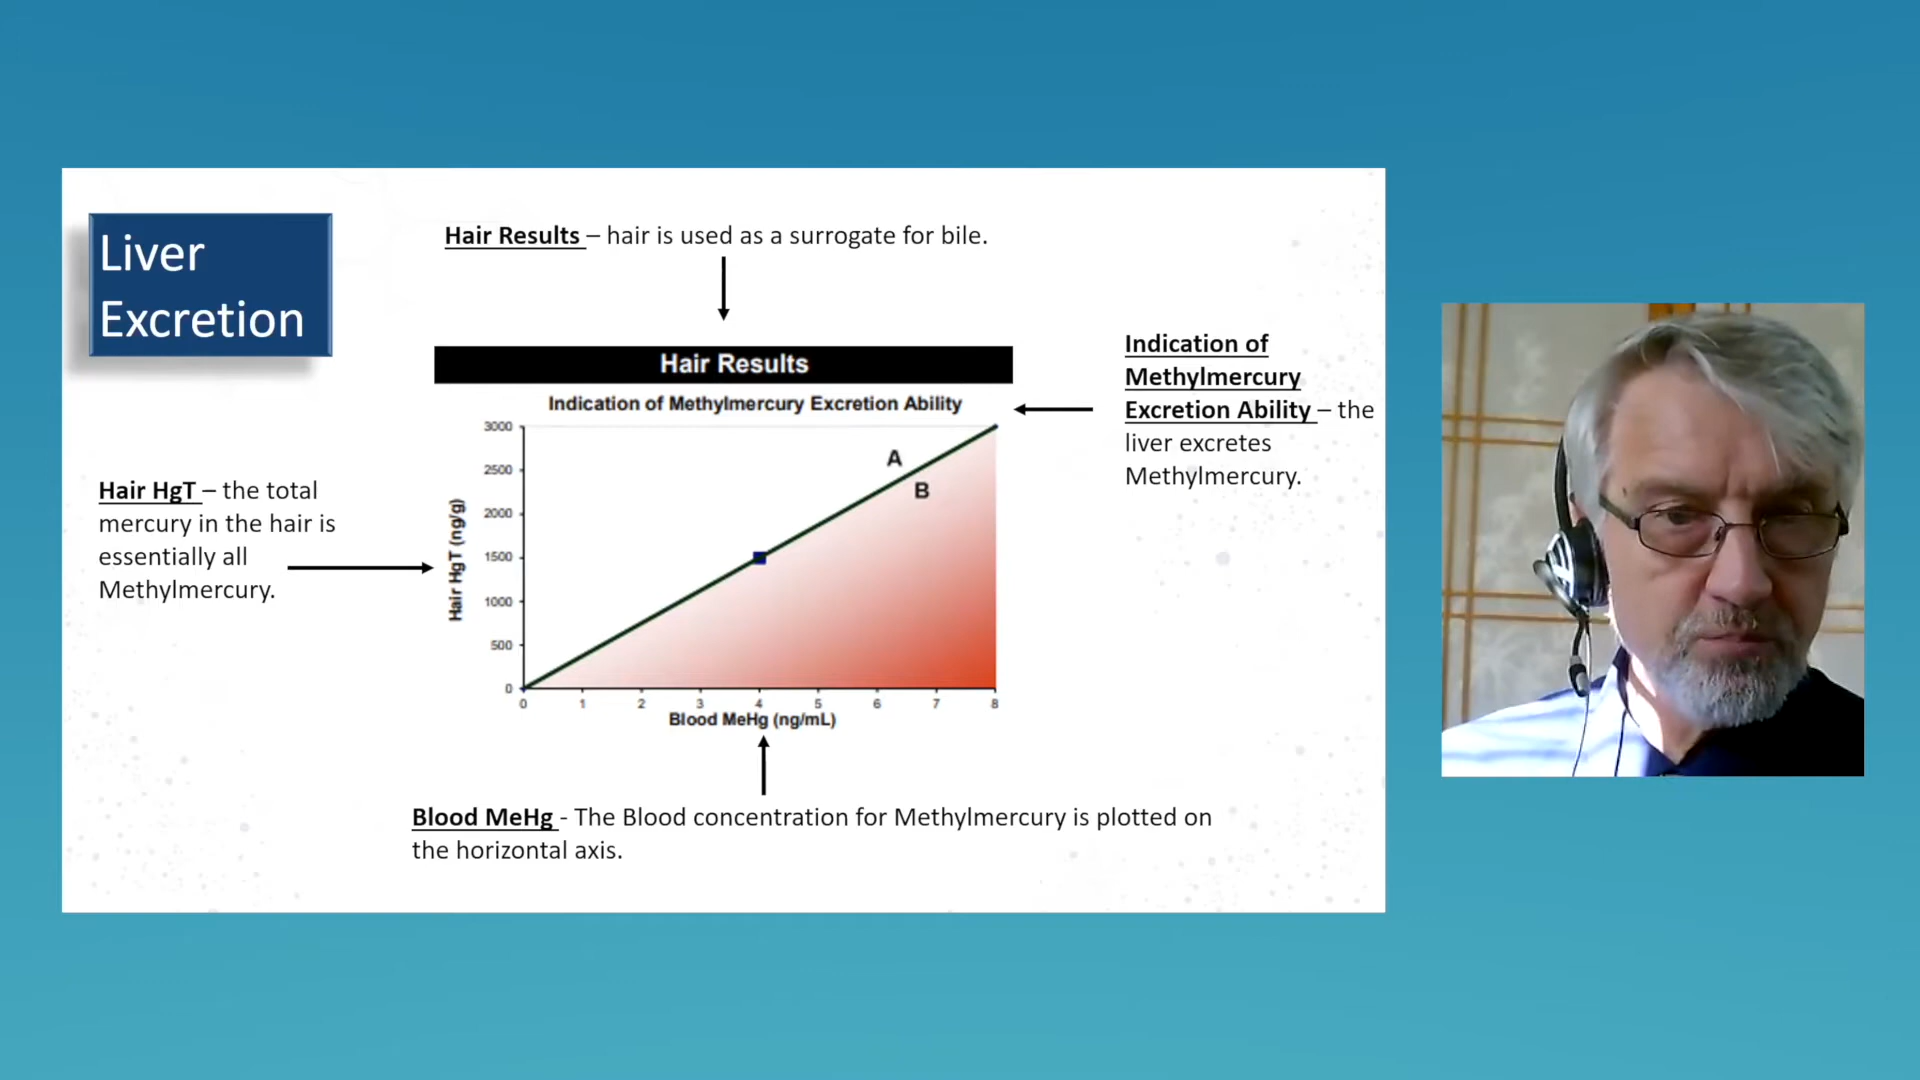 Liver
Excretion
Hair Results – hair is used as a surrogate for bile.
Hair Results
Indication of Methylmercury Excretion Ability
3000
2500
2000
1500
1000
500
0
Hair HgT (ng/g)
A
B
0 1 2 3 4 5 6 7 8
Blood MeHg (ng/mL)
Hair HgT – the total
mercury in the hair is
essentially all
Methylmercury.
Indication of
Methylmercury
Excretion Ability – the
liver excretes
Methylmercury.
Blood MeHg - The Blood concentration for Methylmercury is plotted on
the horizontal axis.